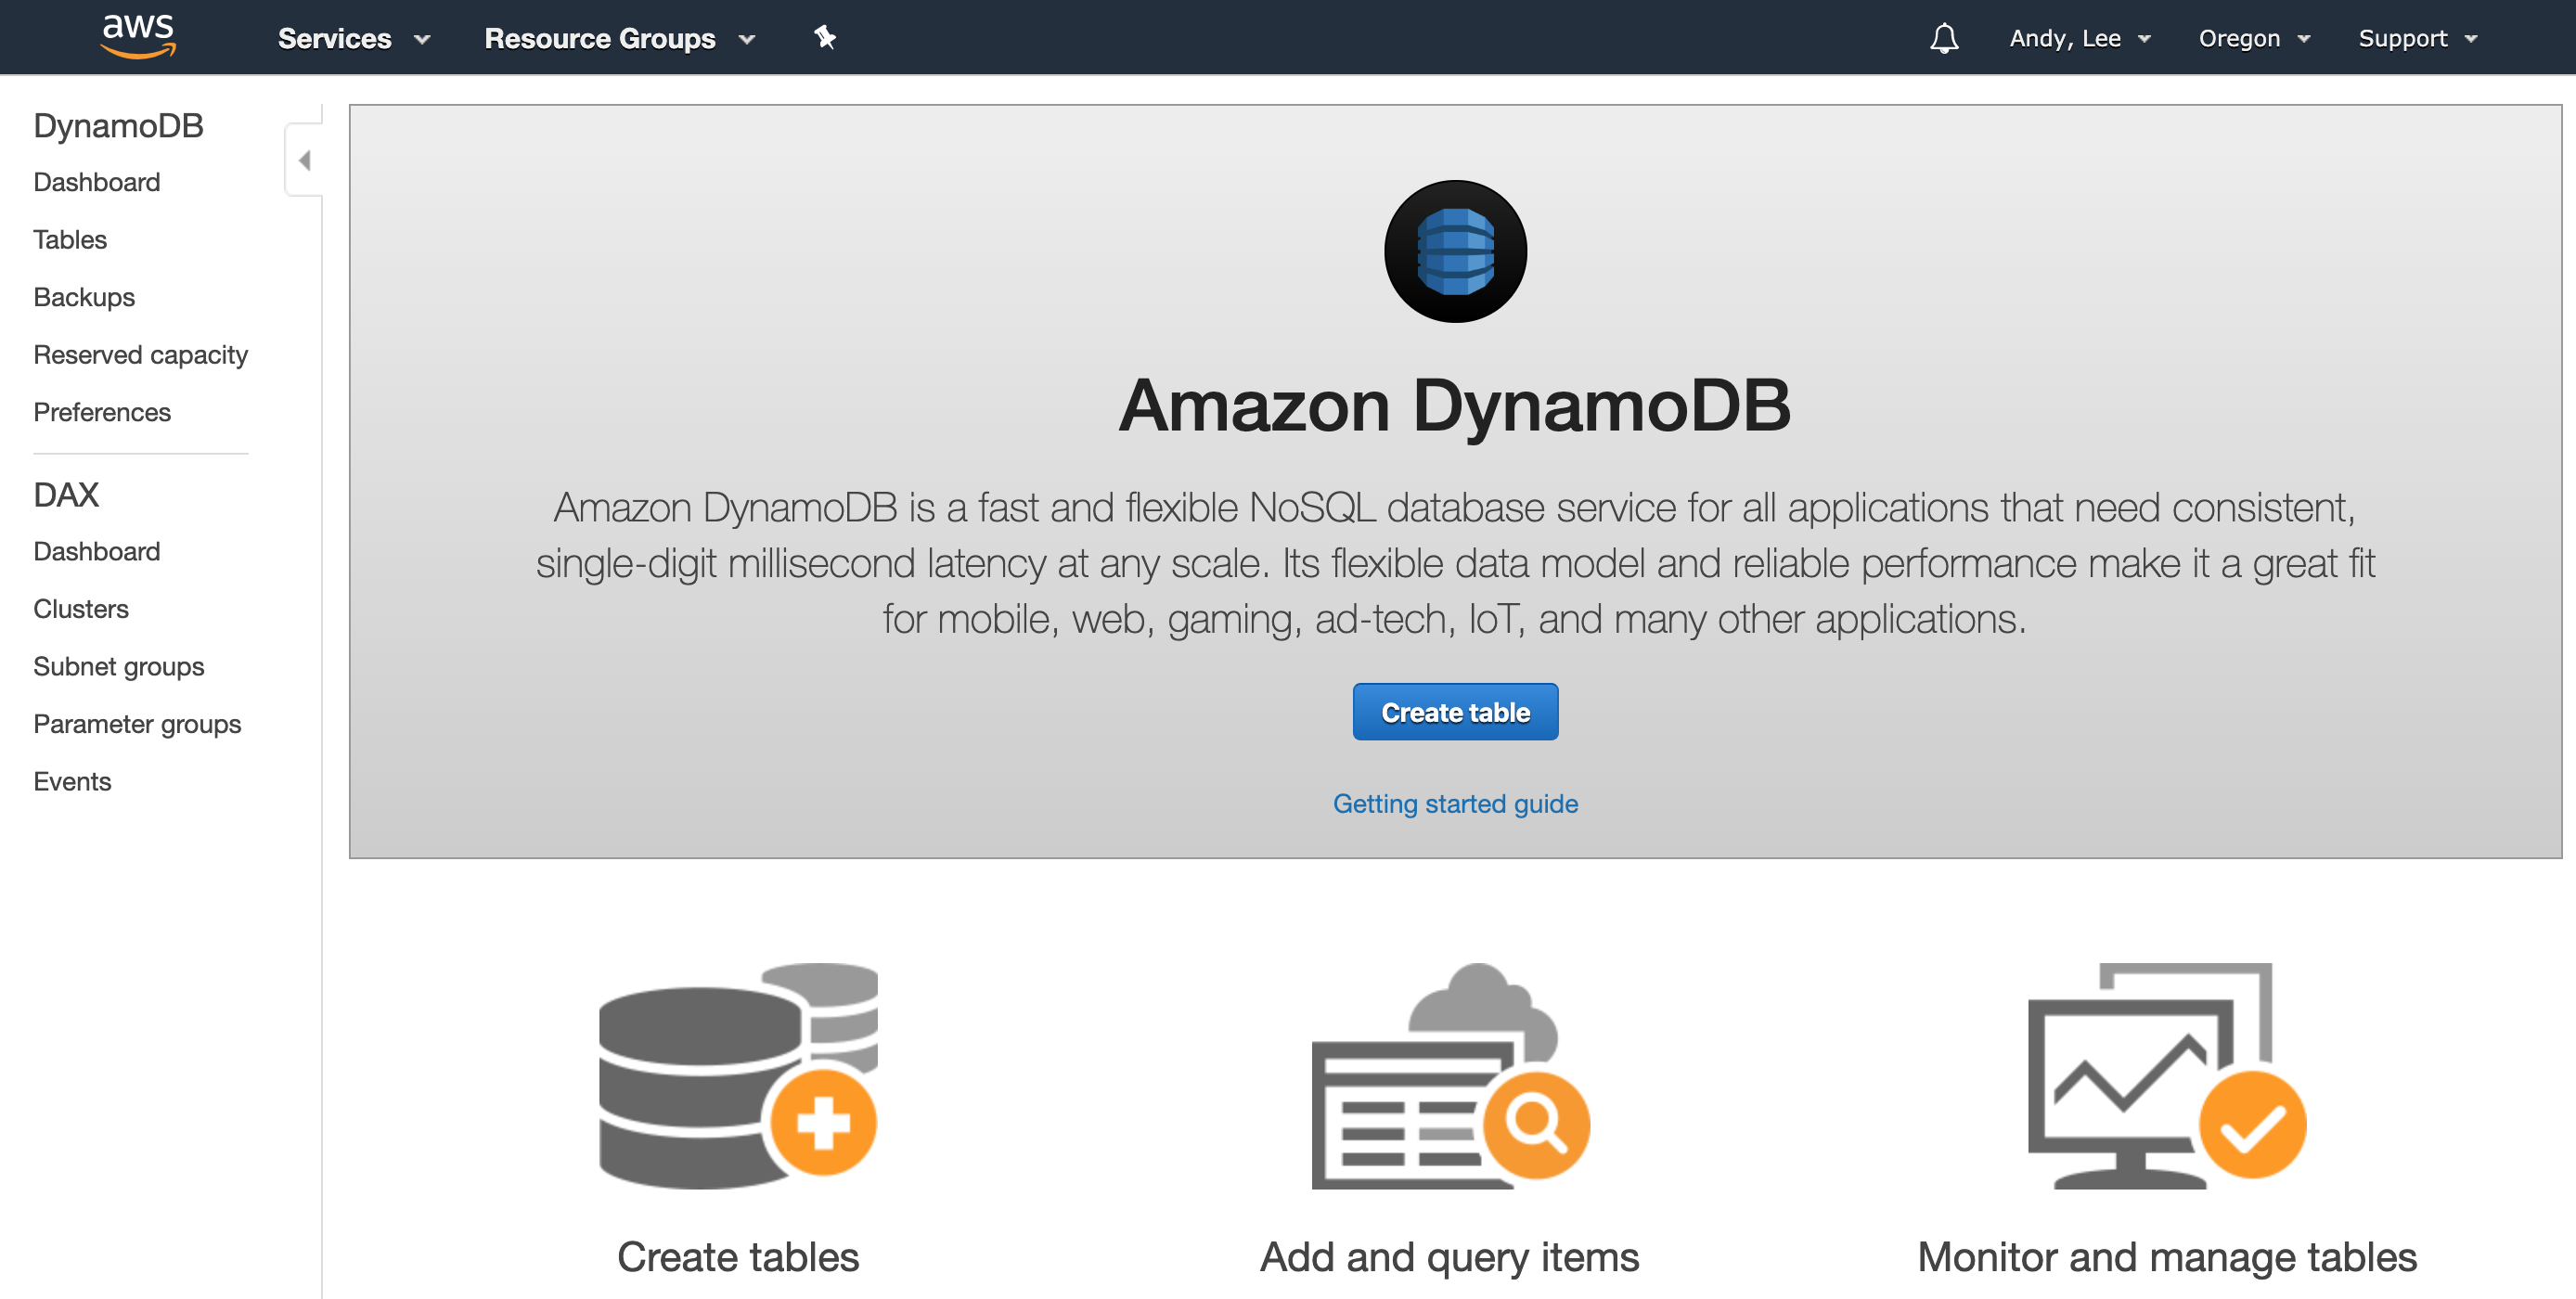 aws
Services
Resource Groups
Andy, Lee
Oregon
Support
DynamoDB
Dashboard
Tables
Backups
Reserved capacity
Preferences
DAX
Dashboard
Clusters
Subnet groups
Parameter groups
Events
Amazon DynamoDB
Amazon DynamoDB is a fast and flexible NoSQL database service for all applications that need consistent,
single-digit millisecond latency at any scale. Its flexible data model and reliable performance make it a great fit
for mobile, web, gaming, ad-tech, IoT, and many other applications.
Create table
Getting started guide
Create tables
Add and query items
Monitor and manage tables